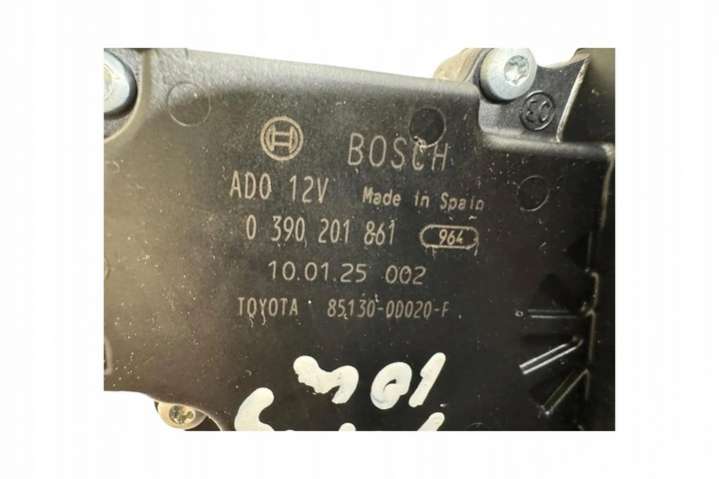 BOSCH
ADO 12V Made in Spain
0 390 201 861 964
10.01.25 002
TOYOTA 85130-0D020-F